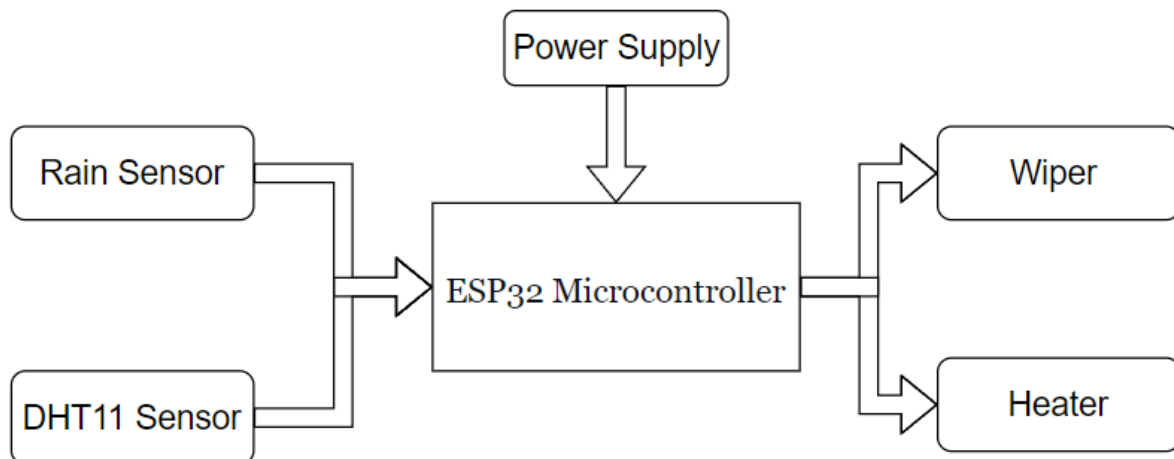 Power Supply
Rain Sensor
Wiper
ESP32 Microcontroller
DHT11 Sensor
Heater